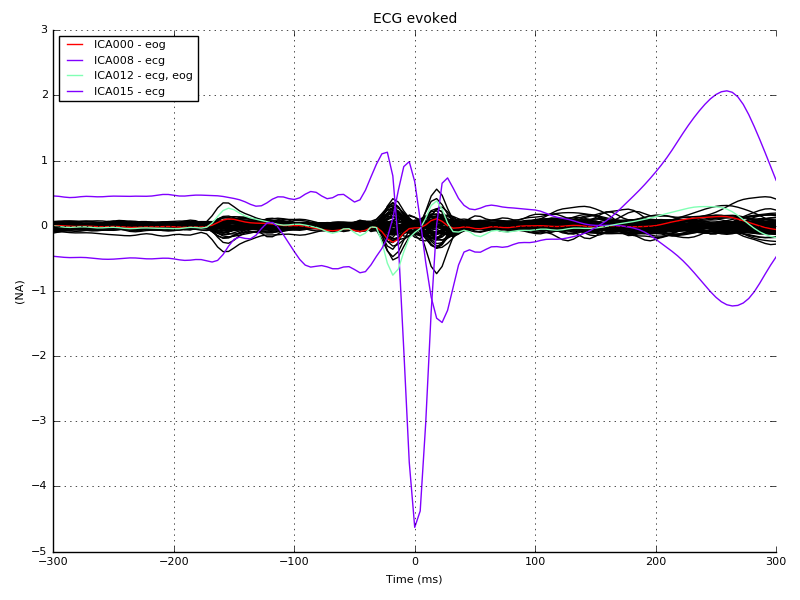 ECG evoked
ICA000 - eog
ICA008 - ecg
ICA012 - ecg, eog
ICA015 - ecg
3
2
1
0
−1
−2
−3
−4
−5
(NA)
−300 −200 −100 0 100 200 300
Time (ms)